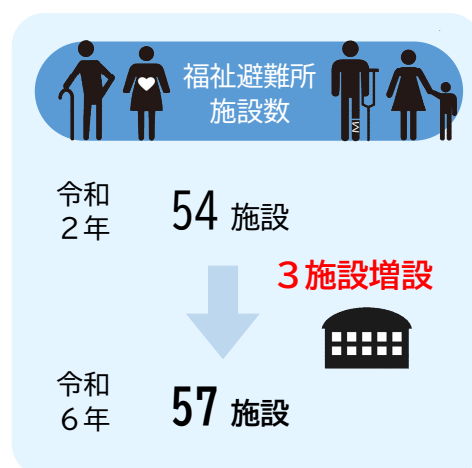 福祉避難所
施設数
令和
２年
54 施設
３施設増設
令和
６年
57 施設